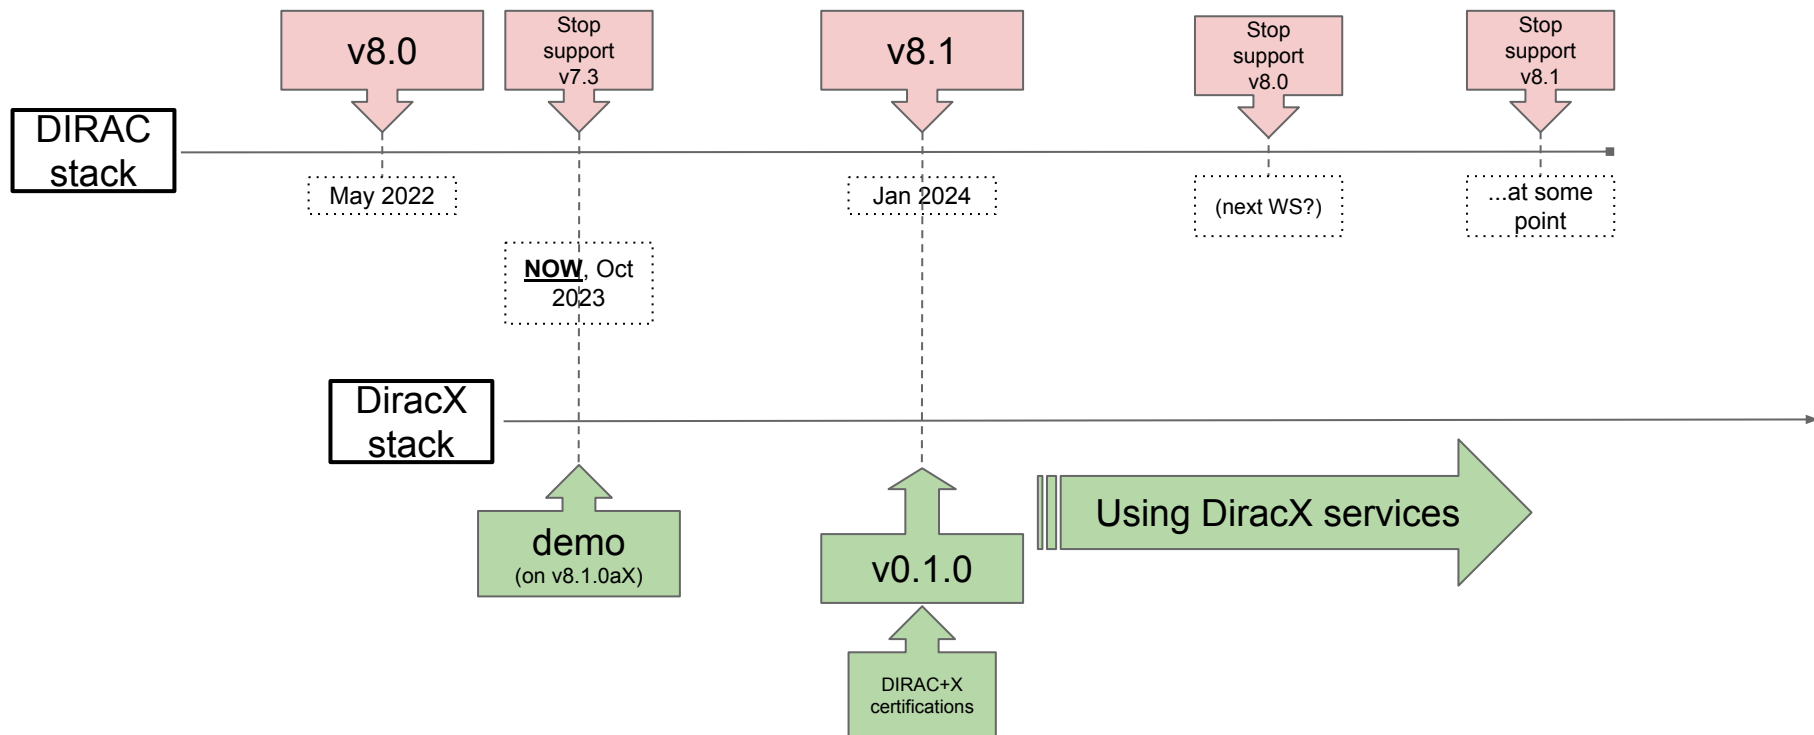 v8.0
Stop
support
v7.3
v8.1
Stop
support
v8.0
Stop
support
v8.1
DIRAC
stack
May 2022
Jan 2024
(next WS?)
...at some
point
NOW, Oct
2023
DiracX
stack
demo
(on v8.1.0aX)
v0.1.0
Using DiracX services
DIRAC+X
certifications